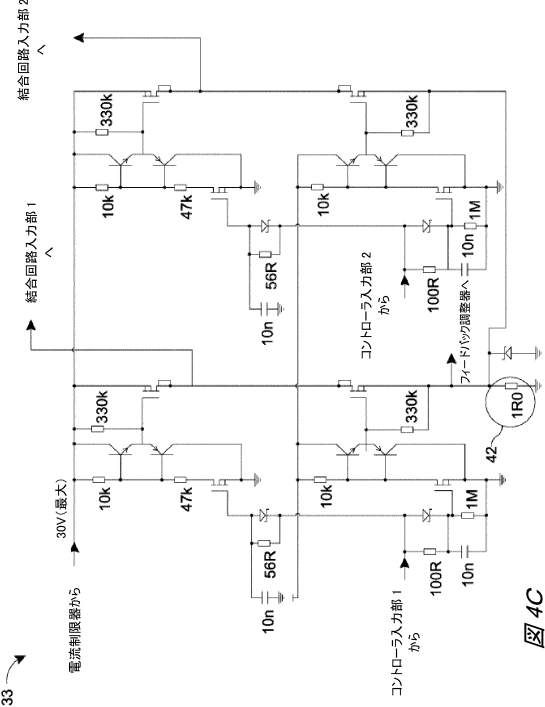 33
電流制限器から
30V(最大)
結合回路入力部 1
へ
結合回路入力部 2
へ
10k
330k
47k
56R
10n
10k
330k
47k
56R
10n
10k
330k
1M
100R
10n
コントローラ入力部 1
から
10k
330k
1M
10n
100R
コントローラ入力部 2
から
フィードバック調整器へ
1R0
42
図 4C